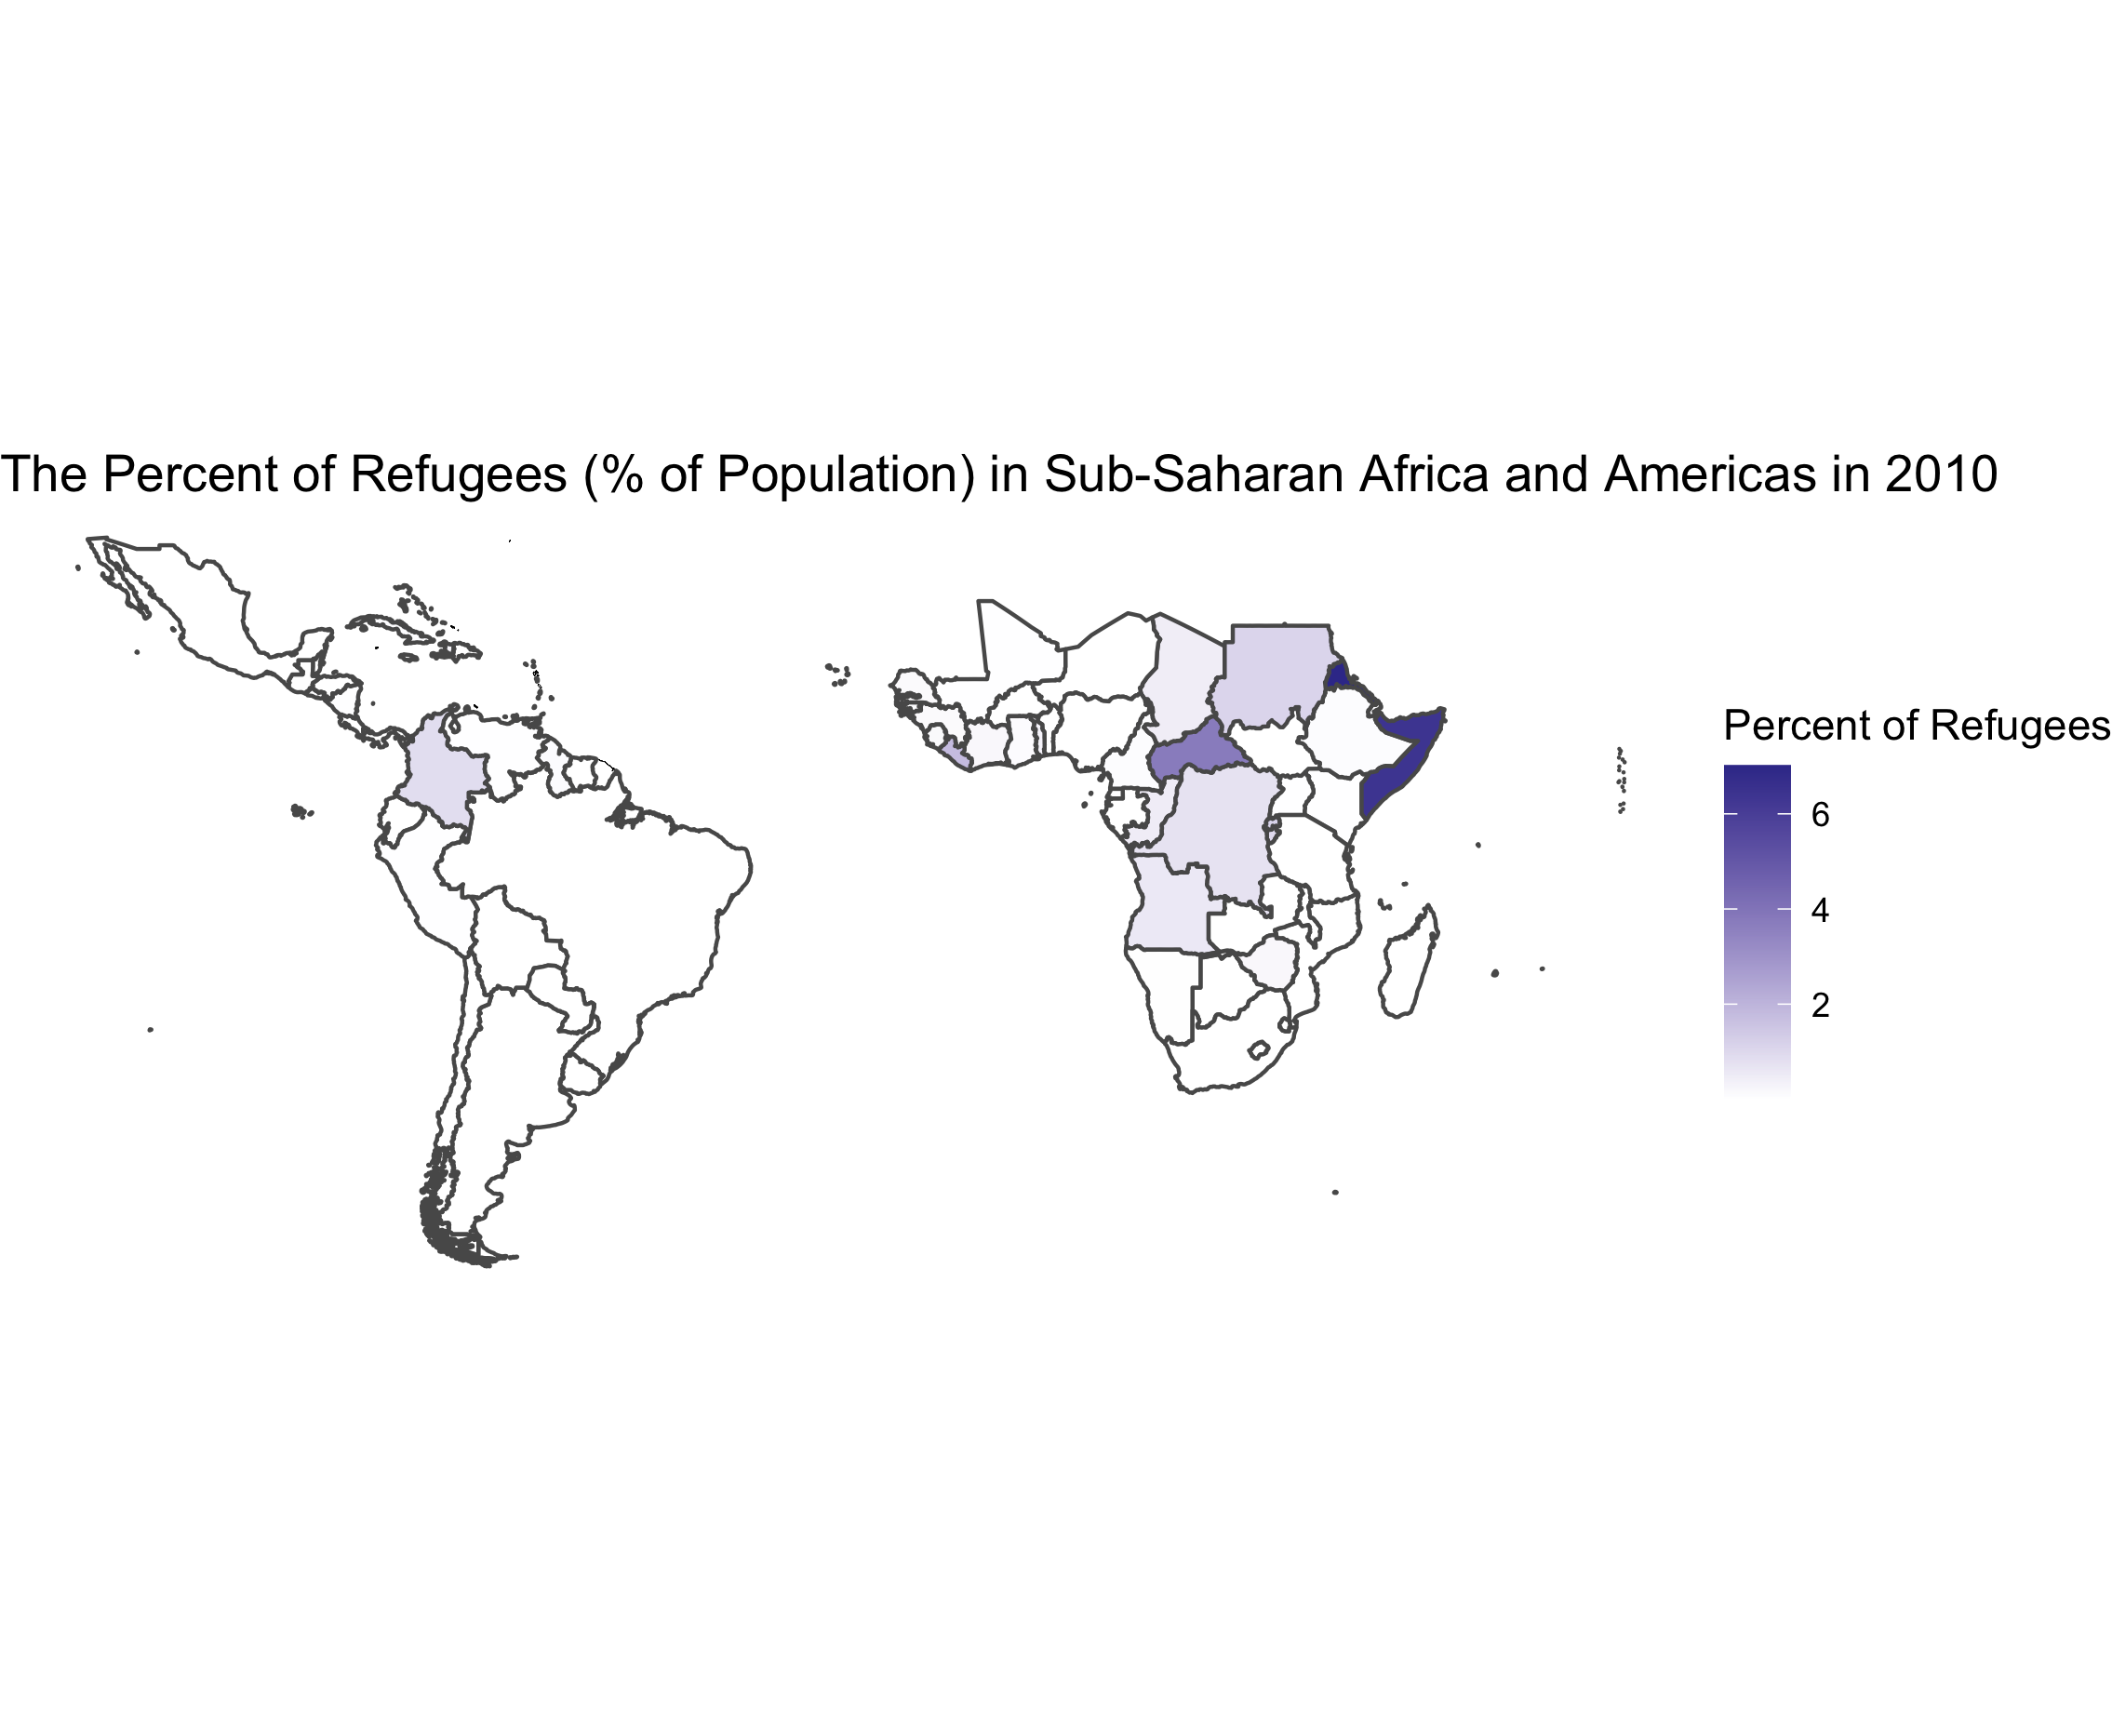 The Percent of Refugees (% of Population) in Sub-Saharan Africa and Americas in 2010
Percent of Refugees
6
4
2